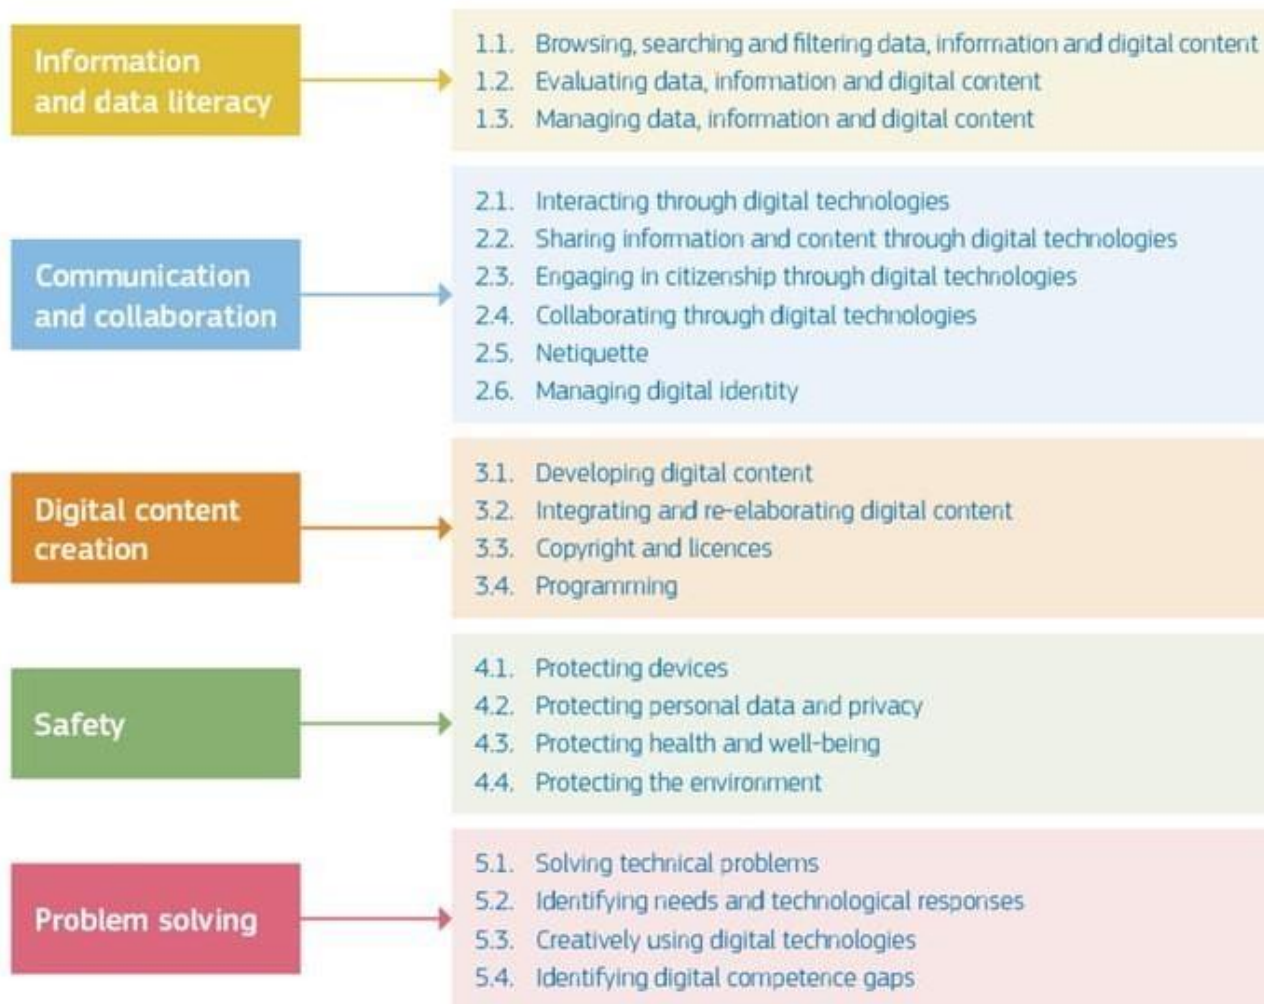 Information
and data literacy
1.1. Browsing, searching and filtering data, information and digital content
1.2. Evaluating data, information and digital content
1.3. Managing data, information and digital content
Communication
and collaboration
2.1. Interacting through digital technologies
2.2. Sharing information and content through digital technologies
2.3. Engaging in citizenship through digital technologies
2.4. Collaborating through digital technologies
2.5. Netiquette
2.6. Managing digital identity
Digital content
creation
3.1. Developing digital content
3.2. Integrating and re-elaborating digital content
3.3. Copyright and licences
3.4. Programming
Safety
4.1. Protecting devices
4.2. Protecting personal data and privacy
4.3. Protecting health and well-being
4.4. Protecting the environment
Problem solving
5.1. Solving technical problems
5.2. Identifying needs and technological responses
5.3. Creatively using digital technologies
5.4. Identifying digital competence gaps